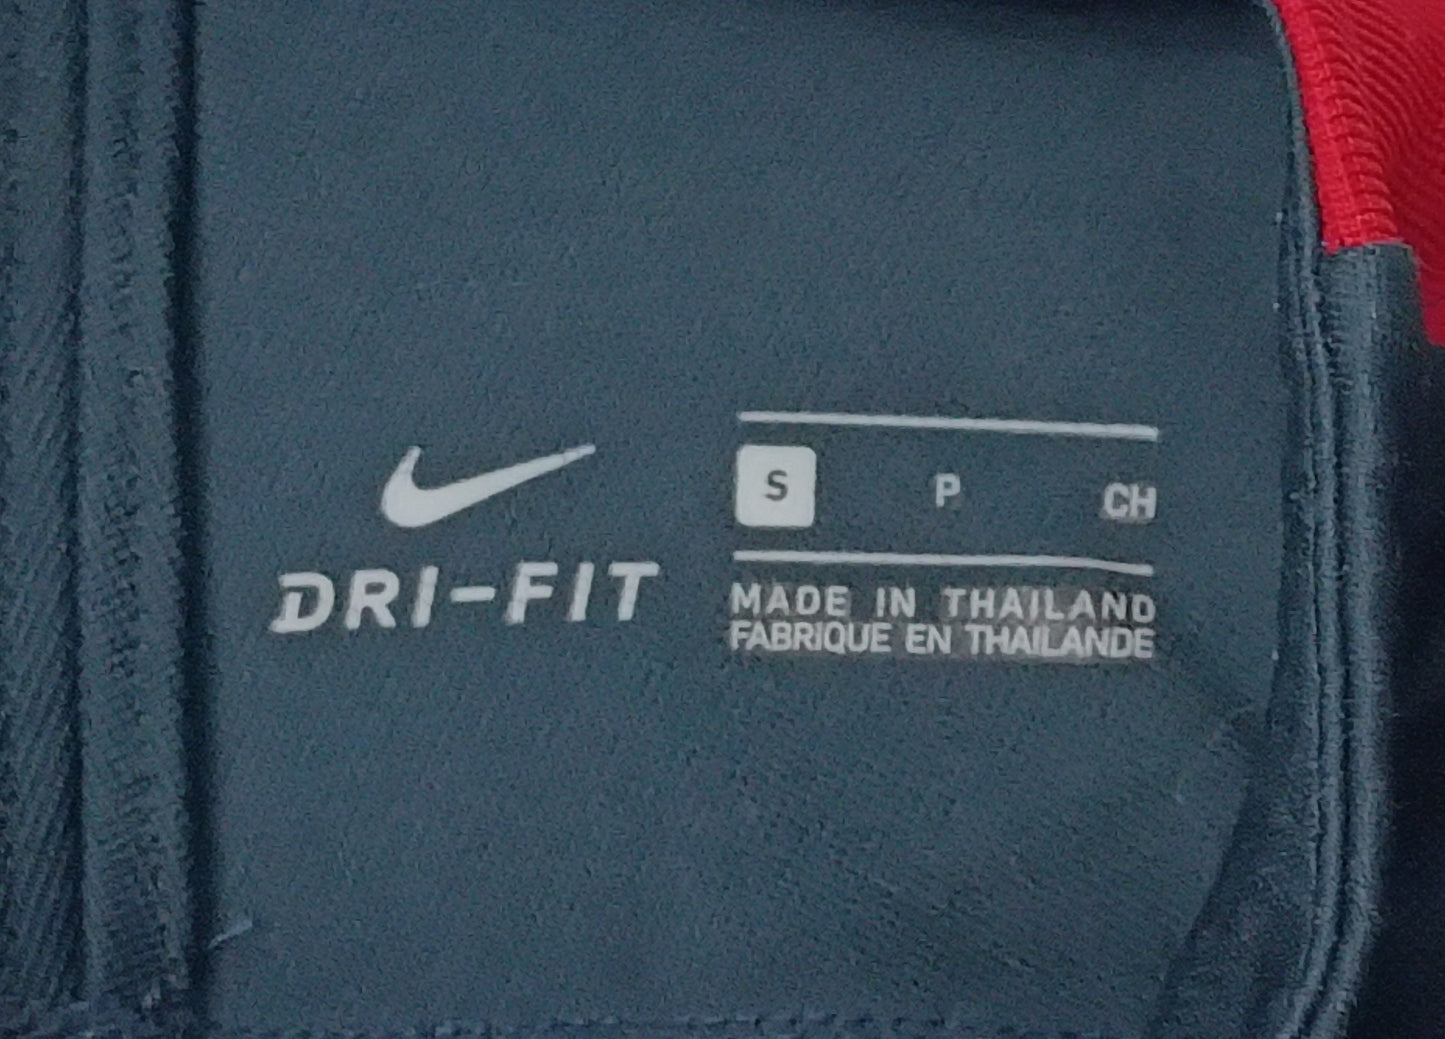 DRI-FIT
S P CH
MADE IN THAILAND
FABRIQUE EN THAILANDE